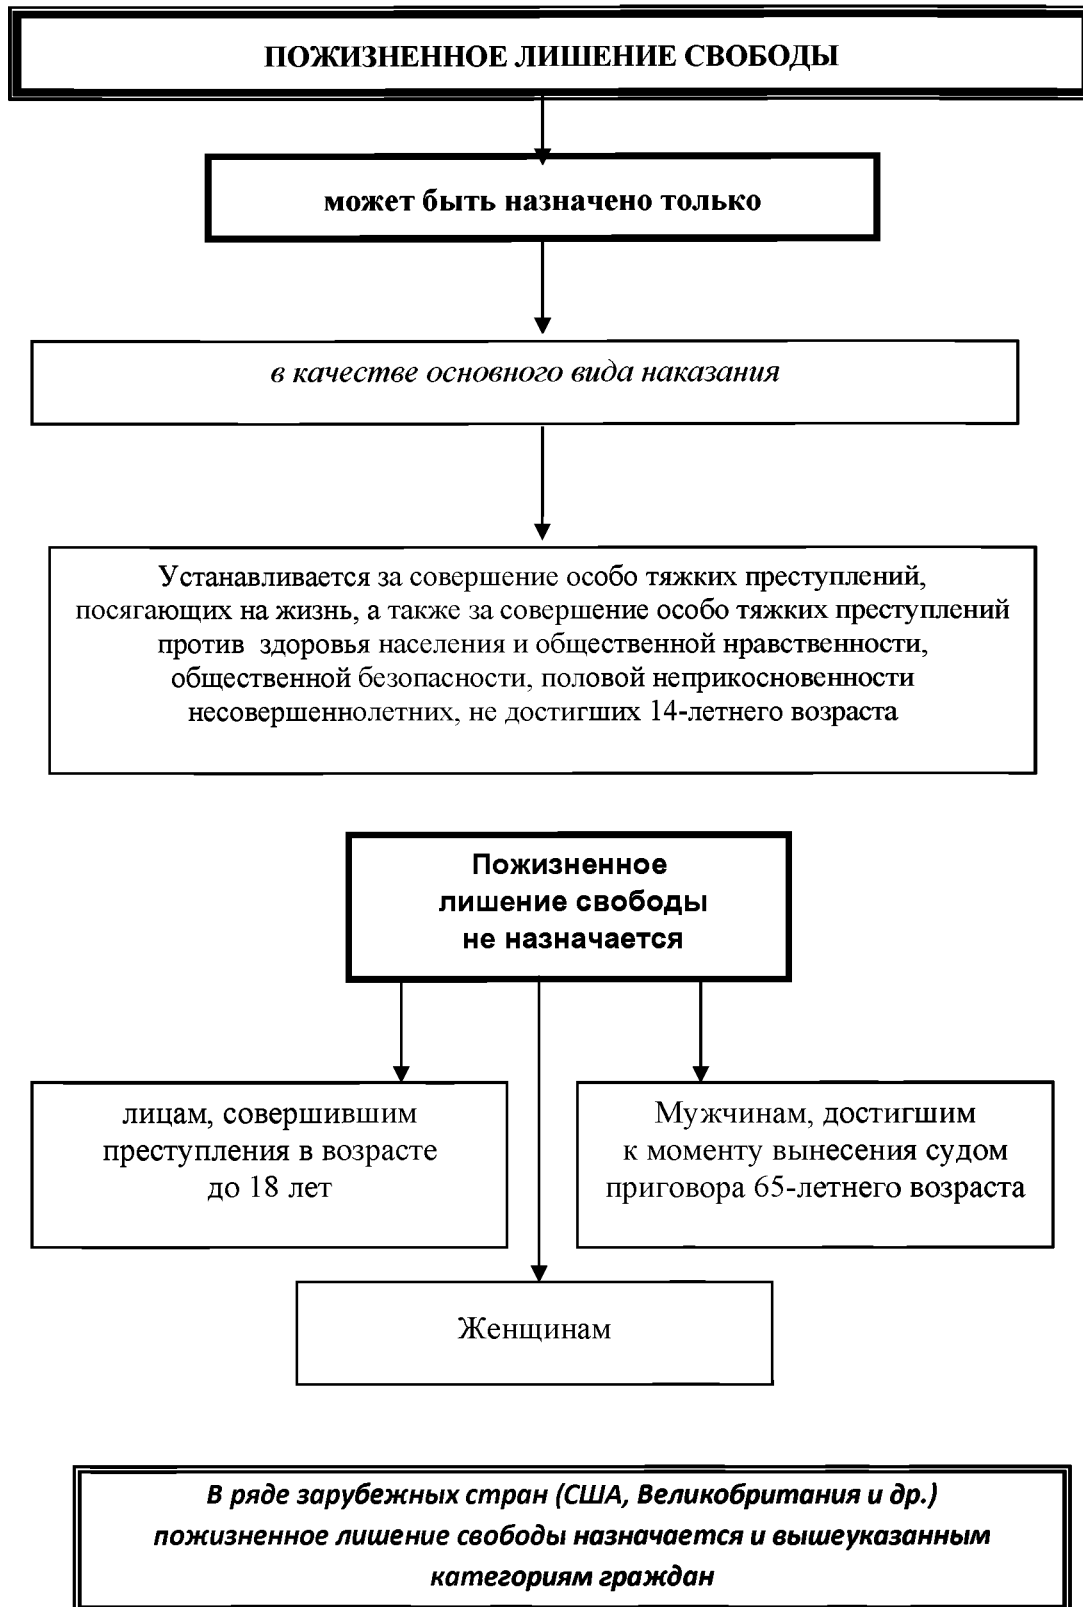 ПОЖИЗНЕННОЕ ЛИШЕНИЕ СВОБОДЫ
может быть назначено только
в качестве основного вида наказания
Устанавливается за совершение особо тяжких преступлений,
посягающих на жизнь, а также за совершение особо тяжких преступлений
против здоровья населения и общественной нравственности,
общественной безопасности, половой неприкосновенности
несовершеннолетних, не достигших 14-летнего возраста
Пожизненное
лишение свободы
не назначается
лицам, совершившим
преступления в возрасте
до 18 лет
Мужчинам, достигшим
к моменту вынесения судом
приговора 65-летнего возраста
Женщинам
В ряде зарубежных стран (США, Великобритания и др.)
пожизненное лишение свободы назначается и вышеуказанным
категориям граждан